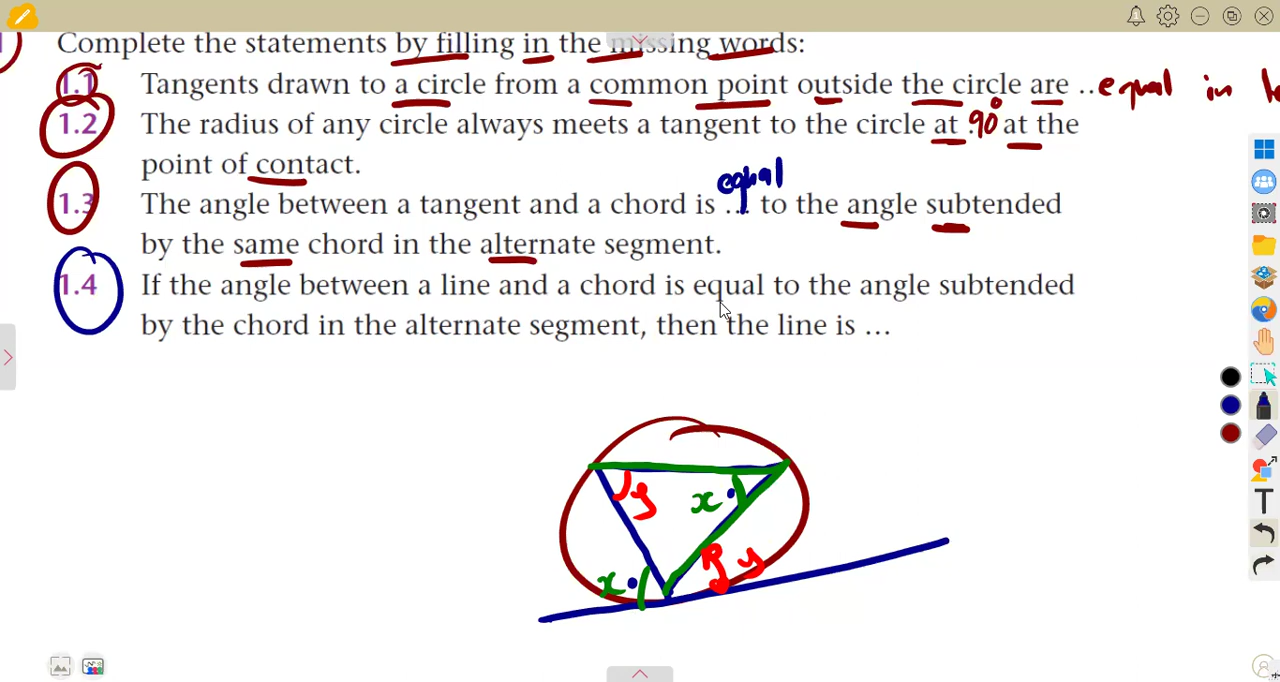 Complete the statements by filling in the missing words:
1.1 Tangents drawn to a circle from a common point outside the circle are .. equal in
1.2 The radius of any circle always meets a tangent to the circle at 90° at the
point of contact.
equal
1.3 The angle between a tangent and a chord is ... to the angle subtended
by the same chord in the alternate segment.
1.4 If the angle between a line and a chord is equal to the angle subtended
by the chord in the alternate segment, then the line is ...
y x
x y
T